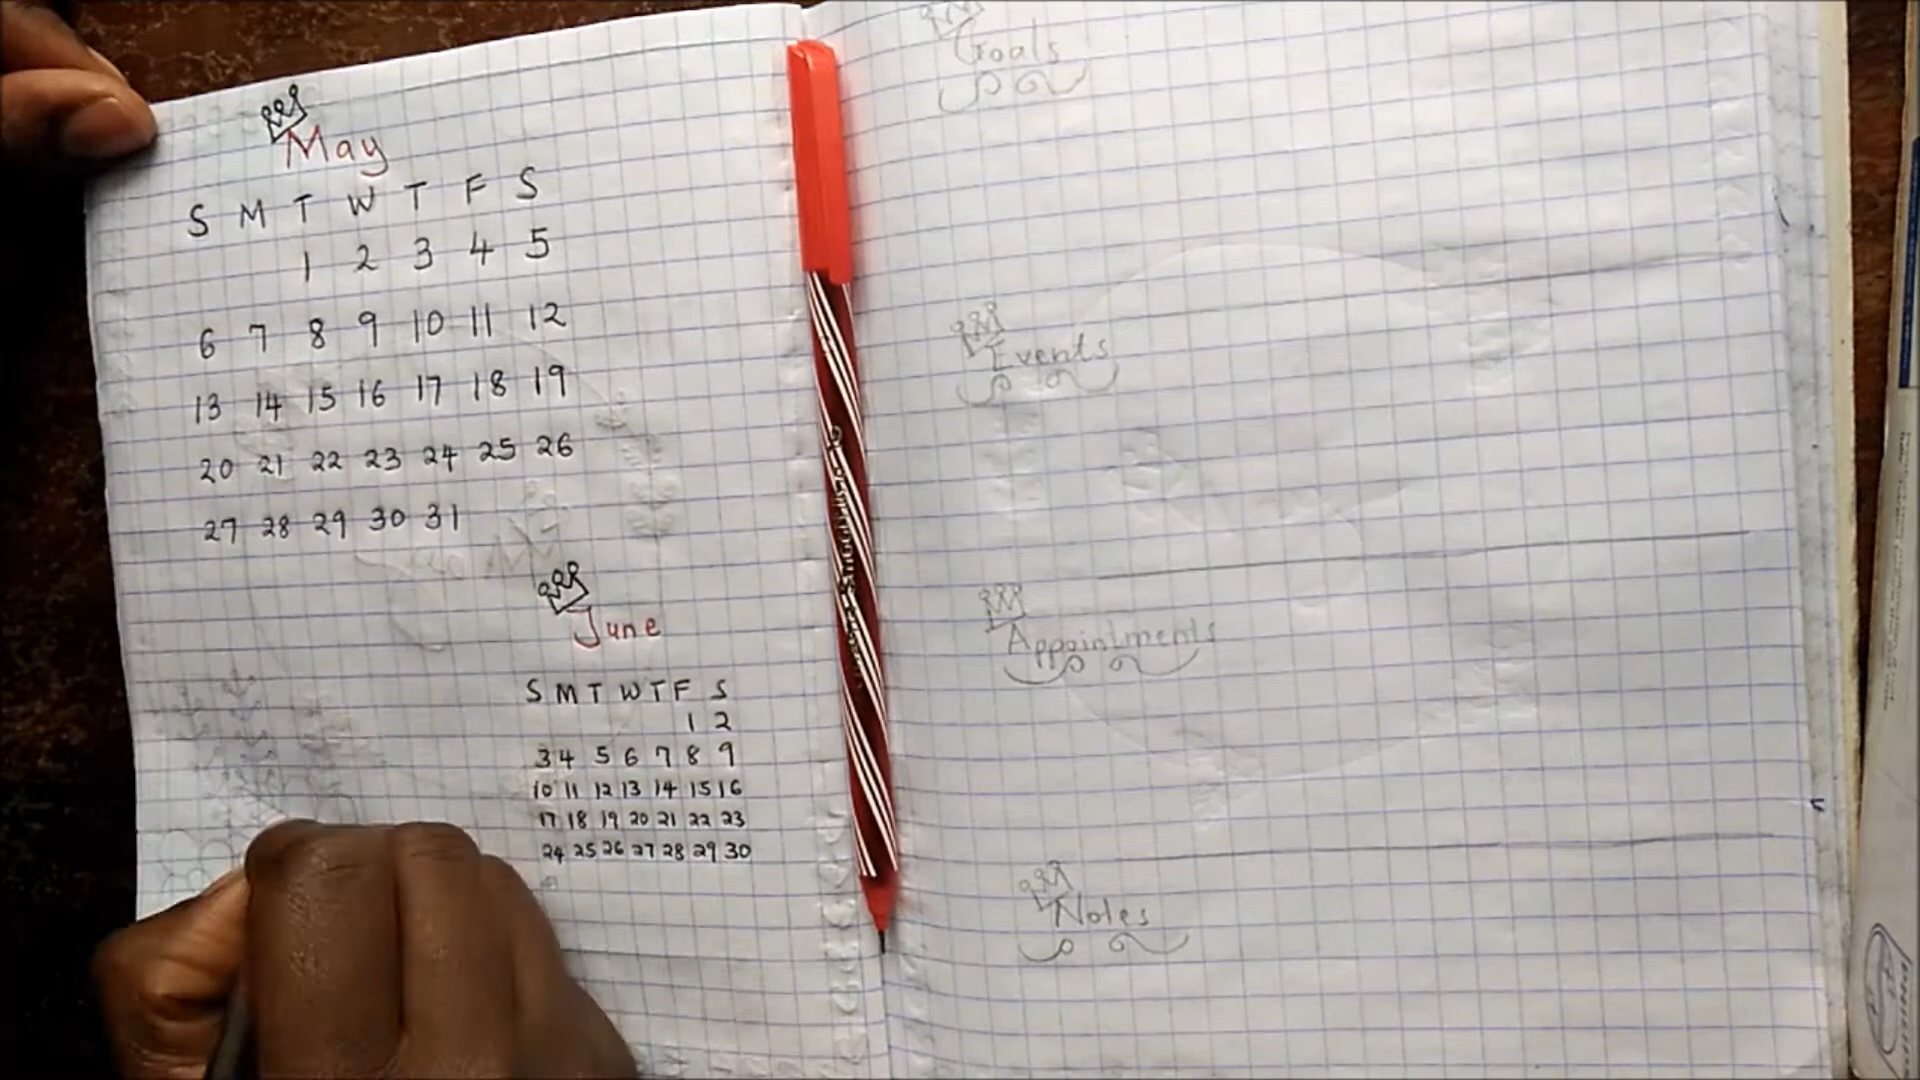 May
S M T W T F S
1 2 3 4 5
6 7 8 9 10 11 12
13 14 15 16 17 18 19
20 21 22 23 24 25 26
27 28 29 30 31
June
S M T W T F S
1 2
3 4 5 6 7 8 9
10 11 12 13 14 15 16
17 18 19 20 21 22 23
24 25 26 27 28 29 30
Goals
Events
Appointments
Notes